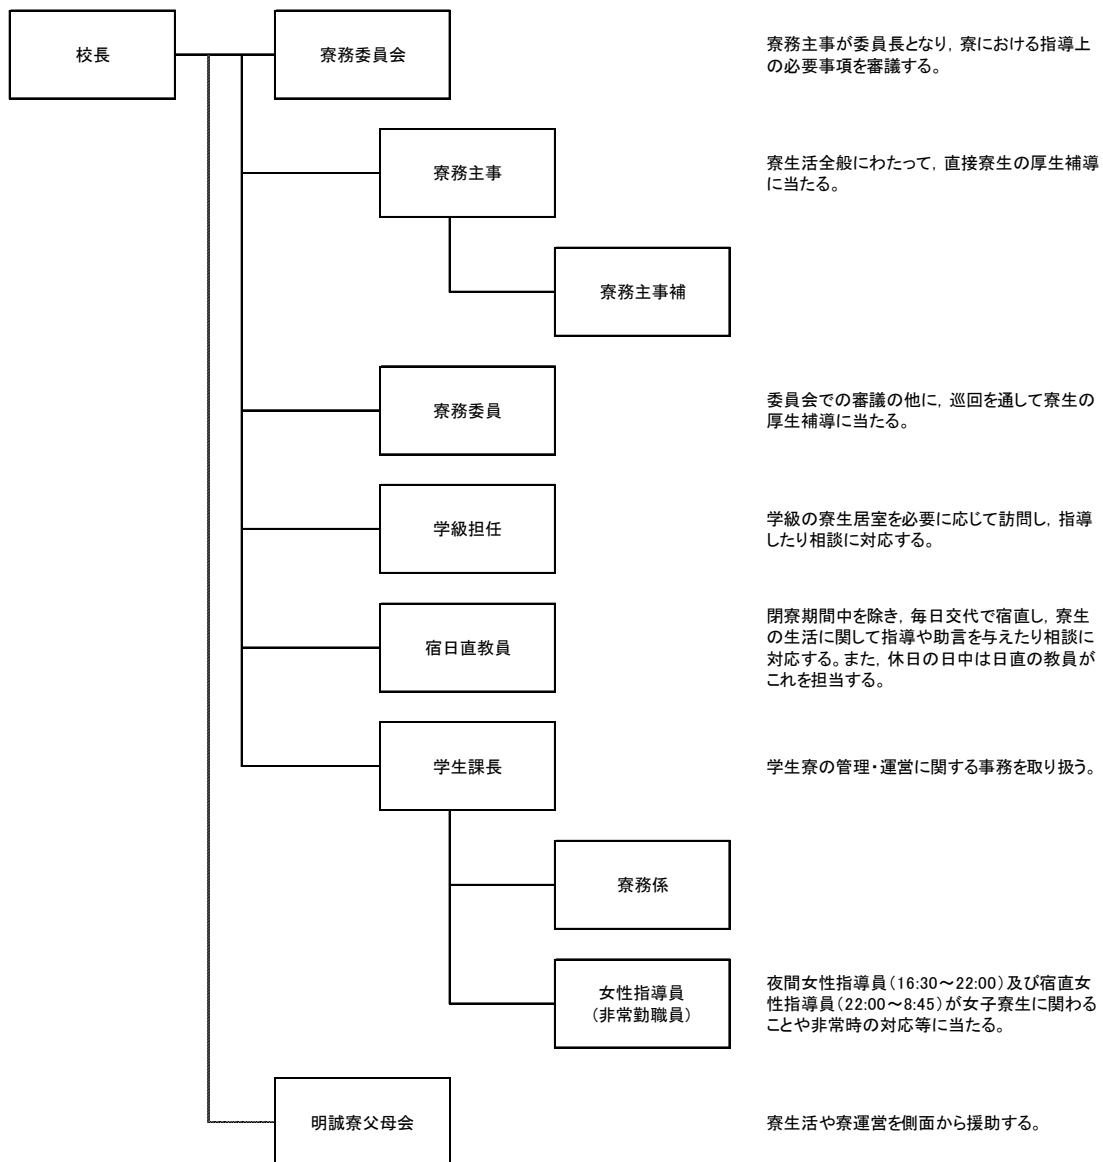 校長
寮務委員会
寮務主事が委員長となり，寮における指導上
の必要事項を審議する。
寮務主事
寮生活全般にわたって，直接寮生の厚生補導
に当たる。
寮務主事補
寮務委員
委員会での審議の他に，巡回を通して寮生の
厚生補導に当たる。
学級担任
学級の寮生居室を必要に応じて訪問し，指導
したり相談に対応する。
宿日直教員
閉寮期間中を除き，毎日交代で宿直し，寮生
の生活に関して指導や助言を与えたり相談に
対応する。また，休日の日中は日直の教員が
これを担当する。
学生課長
学生寮の管理・運営に関する事務を取り扱う。
寮務係
女性指導員
（非常勤職員）
夜間女性指導員（16:30～22:00）及び宿直女
性指導員（22:00～8:45）が女子寮生に関わる
ことや非常時の対応等に当たる。
明誠寮父母会
寮生活や寮運営を側面から援助する。